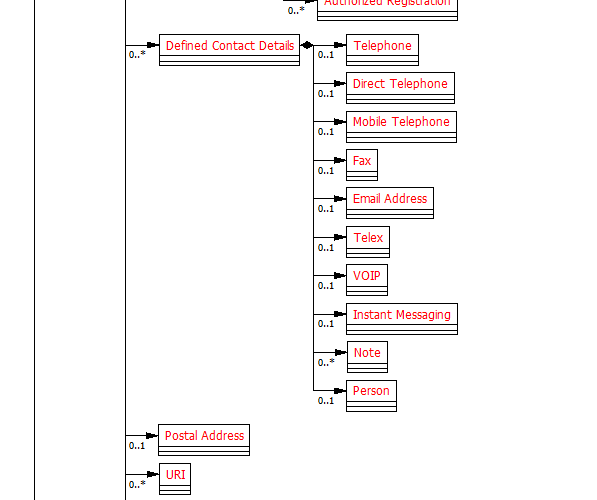 Authorized Registration
0..*
Defined Contact Details
0..*
Telephone
0..1
Direct Telephone
0..1
Mobile Telephone
0..1
Fax
0..1
Email Address
0..1
Telex
0..1
VOIP
0..1
Instant Messaging
0..1
Note
0..*
Person
0..1
Postal Address
0..1
URI
0..*